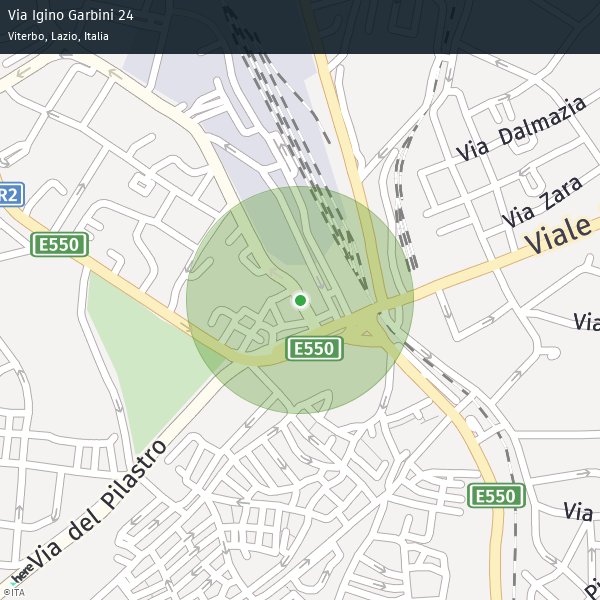 Via Igino Garbini 24
Viterbo, Lazio, Italia
Via Dalmazia
Via Zara
R2
E550
Viale
Via
E550
Via del Pilastro
E550
Via
here
©ITA